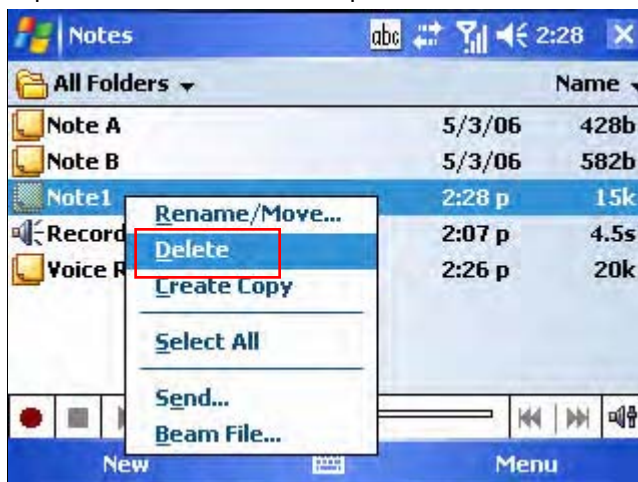 Notes abc 2:28
All Folders Name
Note A 5/3/06 428b
Note B 5/3/06 582b
Note1 2:28 p 15k
Record 2:07 p 4.5s
Voice R 2:26 p 20k
Rename/Move...
Delete
Create Copy
Select All
Send...
Beam File...
New Menu